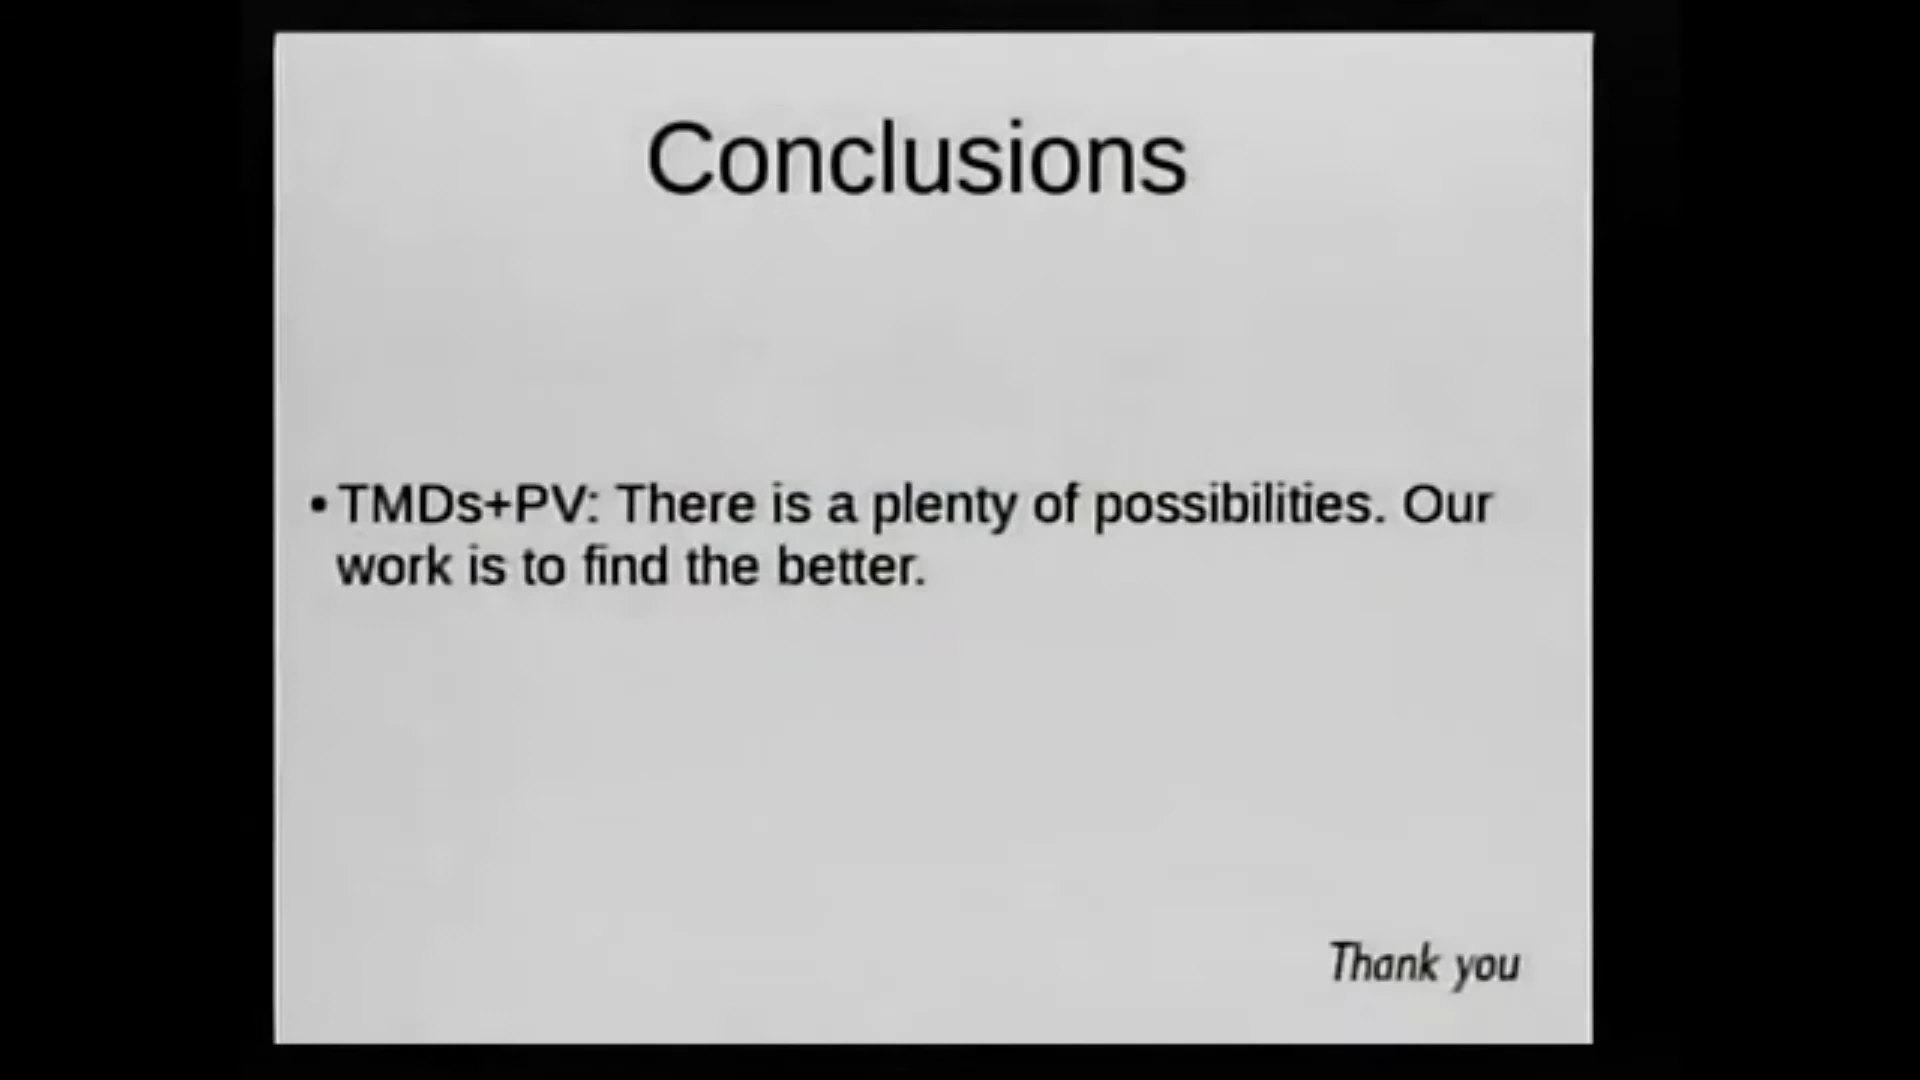 Conclusions
• TMDs+PV: There is a plenty of possibilities. Our
work is to find the better.
Thank you